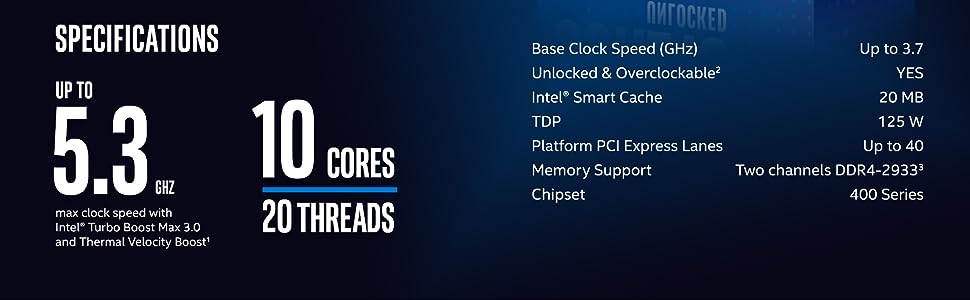 UNLOCKED
SPECIFICATIONS
UP TO
5.3 GHZ
max clock speed with
Intel® Turbo Boost Max 3.0
and Thermal Velocity Boost¹
10 CORES
20 THREADS
Base Clock Speed (GHz) Up to 3.7
Unlocked & Overclockable² YES
Intel® Smart Cache 20 MB
TDP 125 W
Platform PCI Express Lanes Up to 40
Memory Support Two channels DDR4-2933³
Chipset 400 Series